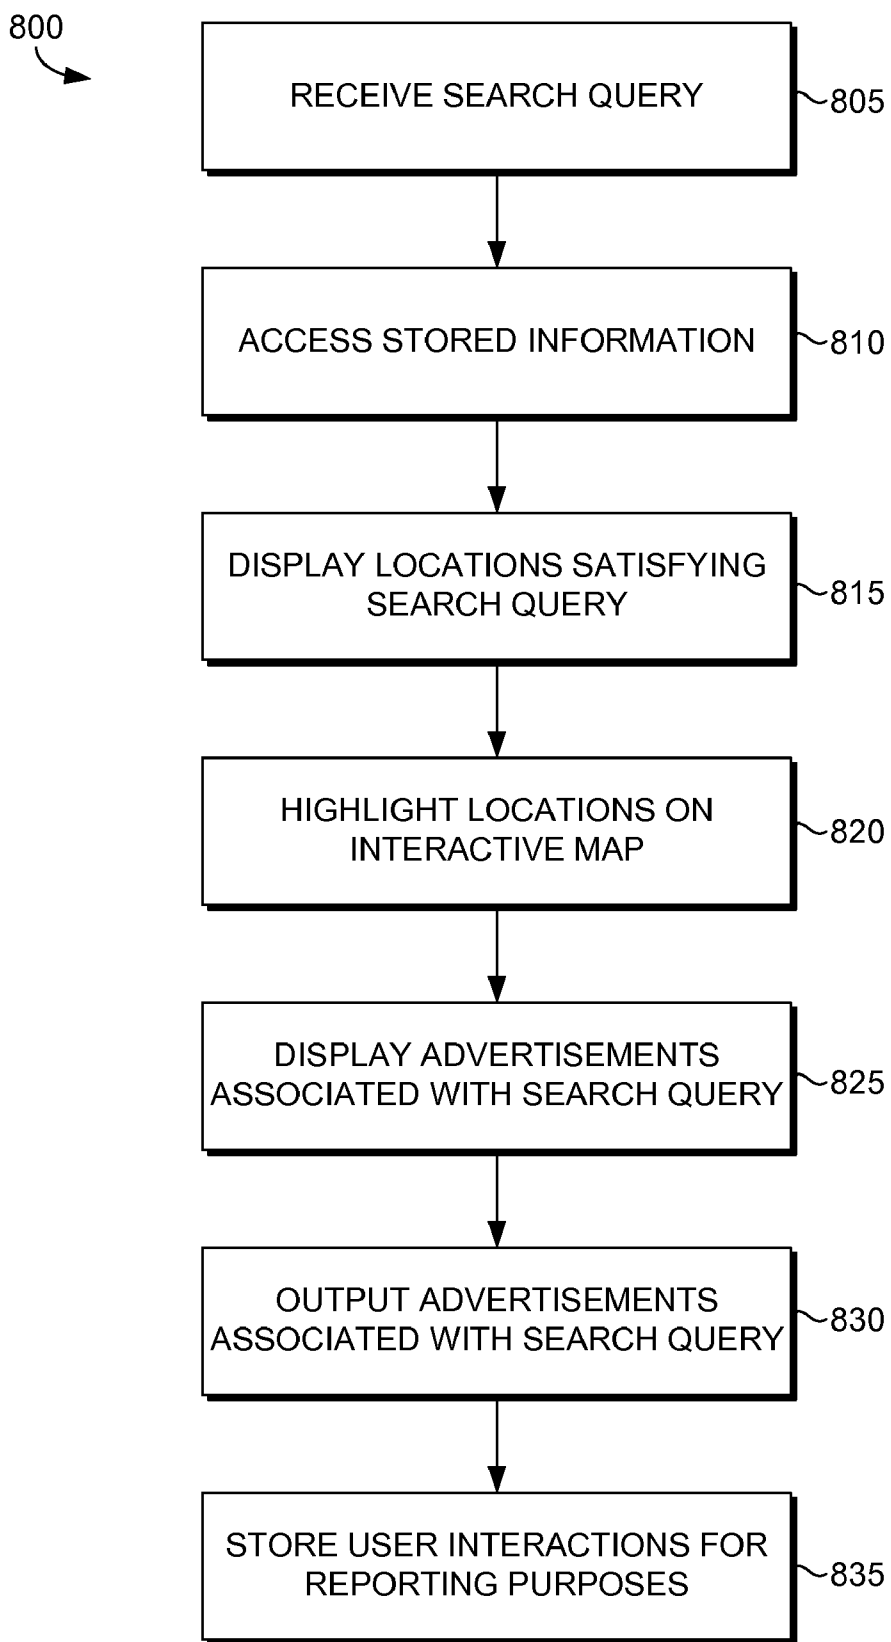 800
RECEIVE SEARCH QUERY
805
ACCESS STORED INFORMATION
810
DISPLAY LOCATIONS SATISFYING
SEARCH QUERY
815
HIGHLIGHT LOCATIONS ON
INTERACTIVE MAP
820
DISPLAY ADVERTISEMENTS
ASSOCIATED WITH SEARCH QUERY
825
OUTPUT ADVERTISEMENTS
ASSOCIATED WITH SEARCH QUERY
830
STORE USER INTERACTIONS FOR
REPORTING PURPOSES
835